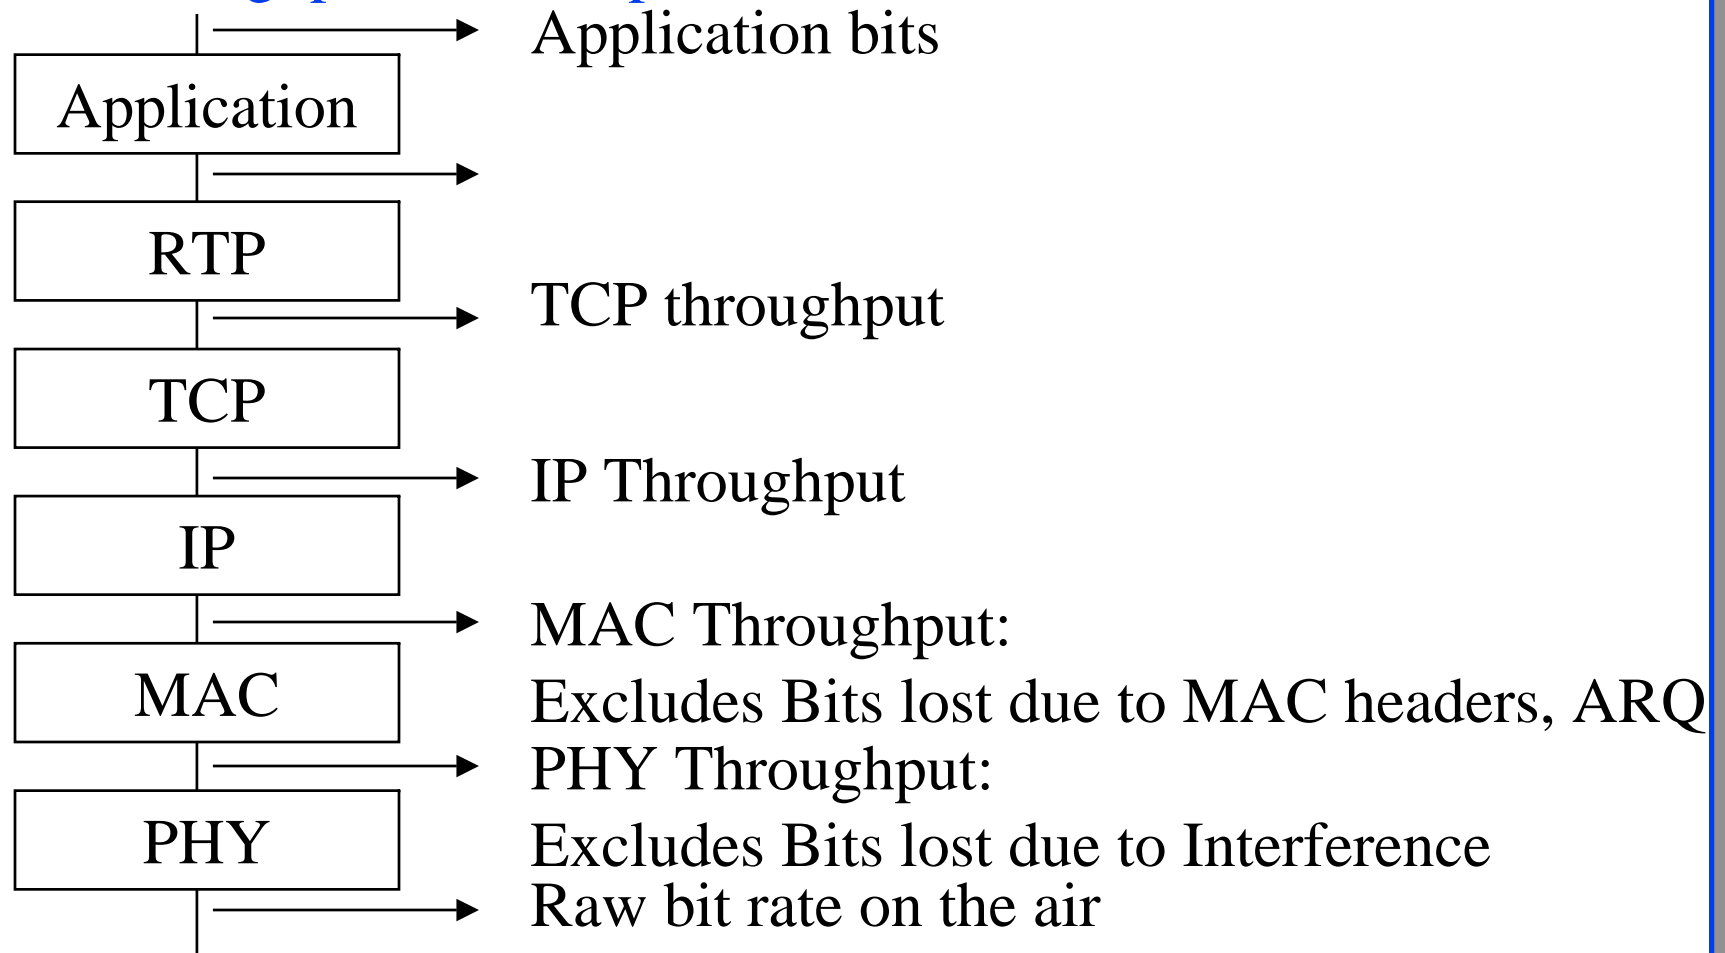 Application bits
Application
RTP
TCP throughput
TCP
IP Throughput
IP
MAC Throughput:
MAC
Excludes Bits lost due to MAC headers, ARQ
PHY Throughput:
PHY
Excludes Bits lost due to Interference
Raw bit rate on the air